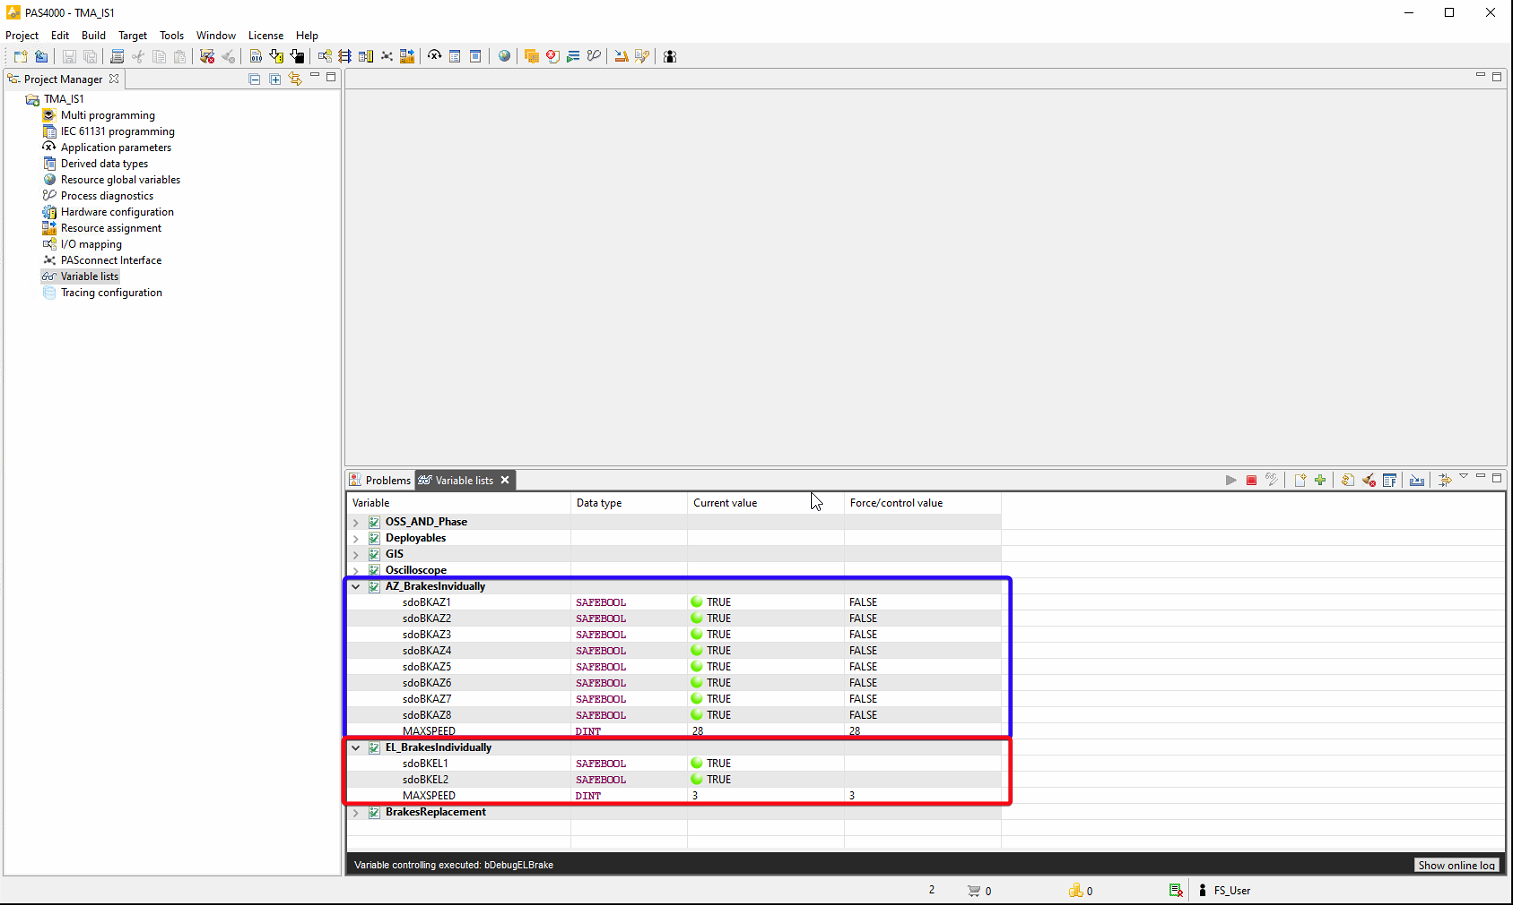 PAS4000 - TMA_IS1
Project Edit Build Target Tools Window License Help
Project Manager
TMA_IS1
Multi programming
IEC 61131 programming
Application parameters
Derived data types
Resource global variables
Process diagnostics
Hardware configuration
Resource assignment
I/O mapping
PASconnect Interface
Variable lists
Tracing configuration
Problems Variable lists
Variable Data type Current value Force/control value
OSS_AND_Phase
Deployables
GIS
Oscilloscope
AZ_BrakesInvidually
sdoBKAZ1 SAFEBOOL TRUE FALSE
sdoBKAZ2 SAFEBOOL TRUE FALSE
sdoBKAZ3 SAFEBOOL TRUE FALSE
sdoBKAZ4 SAFEBOOL TRUE FALSE
sdoBKAZ5 SAFEBOOL TRUE FALSE
sdoBKAZ6 SAFEBOOL TRUE FALSE
sdoBKAZ7 SAFEBOOL TRUE FALSE
sdoBKAZ8 SAFEBOOL TRUE FALSE
MAXSPEED DINT 28 28
EL_BrakesIndividually
sdoBKEL1 SAFEBOOL TRUE
sdoBKEL2 SAFEBOOL TRUE
MAXSPEED DINT 3 3
BrakesReplacement
Variable controlling executed: bDebugELBrake
Show online log
2 0 0 FS_User